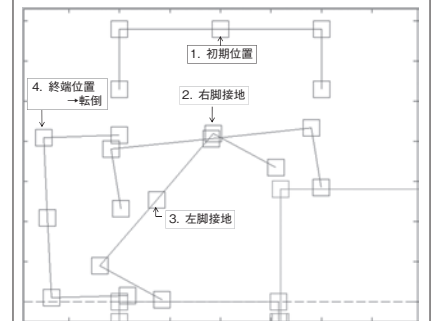 1. 初期位置
4. 終端位置
→転倒
2. 右脚接地
3. 左脚接地